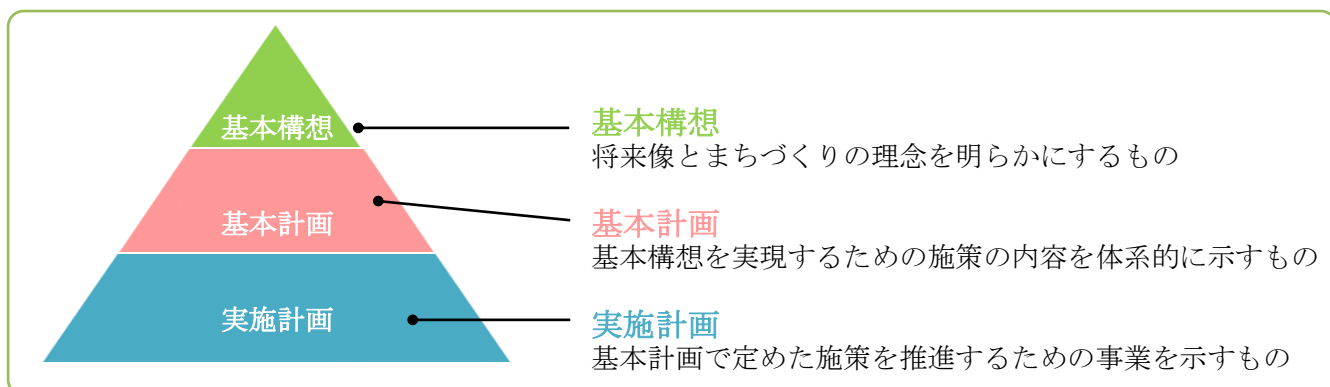 基本構想
基本構想
将来像とまちづくりの理念を明らかにするもの
基本計画
基本計画
基本構想を実現するための施策の内容を体系的に示すもの
実施計画
実施計画
基本計画で定めた施策を推進するための事業を示すもの